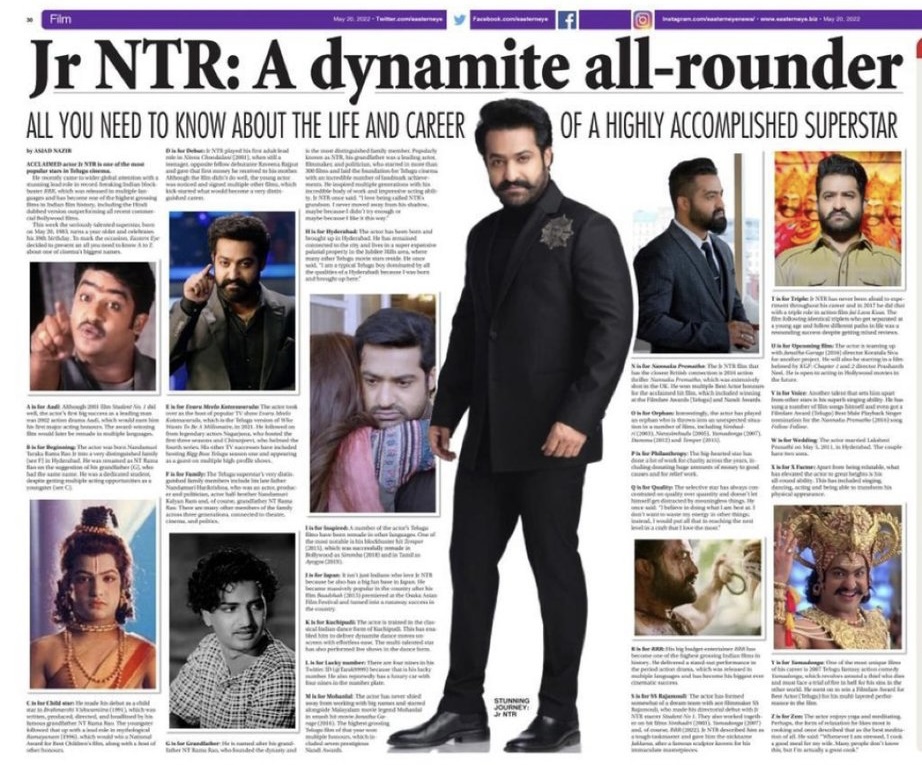 30
Film
May 20, 2022 • Twitter.com/easterneye
Facebook.com/easterneye
Instagram.com/easterneyenews/ • www.easterneye.biz • May 20, 2022
Jr NTR: A dynamite all-rounder
ALL YOU NEED TO KNOW ABOUT THE LIFE AND CAREER
OF A HIGHLY ACCOMPLISHED SUPERSTAR
by ASJAD NAZIR
ACCLAIMED actor Jr NTR is one of the most
popular stars in Telugu cinema.
He recently came to wider global attention with a
stunning lead role in record breaking Indian block-
buster RRR, which was released in multiple lan-
guages and has become one of the highest grossing
films in Indian film history, including the Hindi
dubbed version outperforming all recent commer-
cial Bollywood films.
This week the seriously talented superstar, born
on May 20, 1983, turns a year older and celebrates
his 39th birthday. To mark the occasion, Eastern Eye
decided to present an all you need to know A to Z
about one of cinema's biggest names.
A is for Aadi: Although 2001 film Student No. 1 did
well, the actor's first big success as a leading man
was 2002 action drama Aadi, which would earn him
his first major acting honours. The award-winning
film would later be remade in multiple languages.
B is for Beginning: The actor was born Nandamuri
Taraka Rama Rao Jr into a very distinguished family
(see F) in Hyderabad. He was renamed as NT Rama
Rao on the suggestion of his grandfather (G), who
had the same name. He was a dedicated student,
despite getting multiple acting opportunities as a
youngster (see C).
C is for Child star: He made his debut as a child
star in Brahmarshi Vishwamitra (1991), which was
written, produced, directed, and headlined by his
famous grandfather NT Rama Rao. The youngster
followed that up with a lead role in mythological
Ramayanam (1996), which would win a National
Award for Best Children's film, along with a host of
other honours.
D is for Debut: Jr NTR played his first adult lead
role in Ninnu Choodalani (2001), when still a
teenager, opposite fellow debutante Raveena Rajput
and gave that first money he received to his mother.
Although the film didn't do well, the young actor
was noticed and signed multiple other films, which
kick-started what would become a very distin-
guished career.
E is for Evaru Meelo Koteeswarulu: The actor took
over as the host of popular TV show Evaru Meelo
Koteeswarulu, which is the Telugu version of Who
Wants To Be A Millionaire, in 2021. He followed on
from legendary actors Nagarjuna, who hosted the
first three seasons and Chiranjeevi, who helmed the
fourth series. His other TV successes have included
hosting Bigg Boss Telugu season one and appearing
as a guest on multiple high profile shows.
F is for Family: The Telugu superstar's very distin-
guished family members include his late father
Nandamuri Harikrishna, who was an actor, produc-
er and politician, actor half-brother Nandamuri
Kalyan Ram and, of course, grandfather NT Rama
Rao. There are many other members of the family
across three generations, connected to theatre,
cinema, and politics.
G is for Grandfather: He is named after his grand-
father NT Rama Rao, who founded the dynasty and
is the most distinguished family member. Popularly
known as NTR, his grandfather was a leading actor,
filmmaker, and politician, who starred in more than
300 films and laid the foundation for Telugu cinema
with an incredible number of landmark achieve-
ments. He inspired multiple generations with his
incredible body of work and impressive acting abili-
ty. Jr NTR once said: "I love being called NTR's
grandson. I never moved away from his shadow,
maybe because I didn't try enough or
maybe because I like it this way."
H is for Hyderabad: The actor has been born and
brought up in Hyderabad. He has remained
connected to the city and lives in a super expensive
palatial property in the Jubilee Hills area, where
many other Telugu movie stars reside. He once
said, "I am a typical Telugu boy dominated by all
the qualities of a Hyderabadi because I was born
and brought up here."
I is for Inspired: A number of the actor's Telugu
films have been remade in other languages. One of
the most notable is his blockbuster hit Temper
(2015), which was successfully remade in
Bollywood as Simmba (2018) and in Tamil as
Ayogya (2019).
J is for Japan: It isn't just Indians who love Jr NTR
because he also has a big fan base in Japan. He
became massively popular in the country after his
film Baadshah (2013) premiered at the Osaka Asian
Film Festival and turned into a runaway success in
the country.
K is for Kuchipudi: The actor is trained in the clas-
sical Indian dance form of Kuchipudi. This has ena-
bled him to deliver dynamite dance moves on-
screen with effortless ease. The multi-talented star
has also performed live shows in the dance form.
L is for Lucky number: There are four nines in his
Twitter ID (@Tarak9999) because that is his lucky
number. He also reportedly has a luxury car with
four nines in the number plate.
M is for Mohanlal: The actor has never shied
away from working with big names and starred
alongside Malayalam movie legend Mohanlal
in smash hit movie Janatha Ga-
rage (2016). The highest grossing
Telugu film of that year won
multiple honours, which in-
cluded seven prestigious
Nandi Awards.
STUNNING
JOURNEY:
Jr NTR
N is for Nannaku Prematho: The Jr NTR film that
has the closest British connection is 2016 action
thriller Nannaku Prematho, which was extensively
shot in the UK. He won multiple Best Actor honours
for the acclaimed hit film, which included winning
at the Filmfare Awards (Telugu) and Nandi Awards.
O is for Orphan: Interestingly, the actor has played
an orphan who is thrown into an unexpected situa-
tion in a number of films, including Simhad-
ri (2003), Narasimhudu (2005), Yamadonga (2007),
Dammu (2012) and Temper (2015).
P is for Philanthropy: The big-hearted star has
done a lot of work for charity across the years, in-
cluding donating huge amounts of money to good
causes and for relief work.
Q is for Quality: The selective star has always con-
centrated on quality over quantity and doesn't let
himself get distracted by meaningless things. He
once said: "I believe in doing what I am best at. I
don't want to waste my energy in other things;
instead, I would put all that in reaching the next
level in a craft that I love the most."
R is for RRR: His big budget entertainer RRR has
become one of the highest grossing Indian films in
history. He delivered a stand-out performance in
the period action drama, which was released in
multiple languages and has become his biggest ever
cinematic success.
S is for SS Rajamouli: The actor has formed
somewhat of a dream team with ace filmmaker SS
Rajamouli, who made his directorial debut with Jr
NTR starrer Student No 1. They also worked togeth-
er on hit films Simhadri (2003), Yamadonga (2007)
and, of course, RRR (2022). Jr NTR described him as
a tough taskmaster and gave him the nickname
Jakkanna, after a famous sculptor known for his
immaculate masterpieces.
T is for Triple: Jr NTR has never been afraid to expe-
riment throughout his career and in 2017 he did that
with a triple role in action film Jai Lava Kusa. The
film following identical triplets who get separated at
a young age and follow different paths in life was a
resounding success despite getting mixed reviews.
U is for Upcoming film: The actor is teaming up
with Janatha Garage (2016) director Koratala Siva
for another project. He will also be starring in a film
helmed by KGF: Chapter 1 and 2 director Prashanth
Neel. He is open to acting in Hollywood movies in
the future.
V is for Voice: Another talent that sets him apart
from other stars is his superb singing ability. He has
sung a number of film songs himself and even got a
Filmfare Award (Telugu) Best Male Playback Singer
nomination for the Nannaku Prematho (2016) song
Follow Follow.
W is for Wedding: The actor married Lakshmi
Pranathi on May 5, 2011, in Hyderabad. The couple
have two sons.
X is for X Factor: Apart from being relatable, what
has elevated the actor to great heights is his
all-round ability. This has included singing,
dancing, acting and being able to transform his
physical appearance.
Y is for Yamadonga: One of the most unique films
of his career is 2007 Telugu fantasy action comedy
Yamadonga, which revolves around a thief who dies
and must face a trial of fire in hell for his sins in the
other world. He went on to win a Filmfare Award for
Best Actor (Telugu) for his multi-layered perfor-
mance in the film.
Z is for Zen: The actor enjoys yoga and meditating.
Perhaps, the form of relaxation he likes most is
cooking and once described that as the best medita-
tion of all. He said: "Whenever I am stressed, I cook
a good meal for my wife. Many people don't know
this, but I'm actually a great cook."